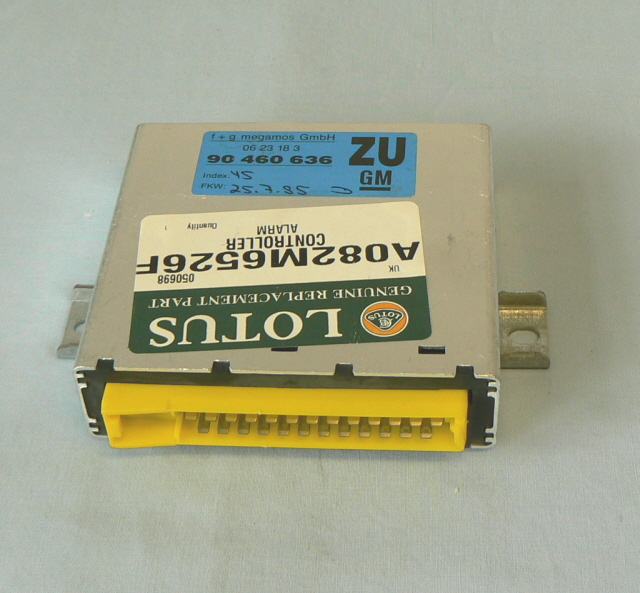 f+g megamos GmbH
06 23 18 3
90 460 636
ZU
GM
Index: 45
FKW: 25.7.95
LOTUS
LOTUS
GENUINE REPLACEMENT PART
UK
050698
A082M6526F
CONTROLLER
ALARM
Quantity 1